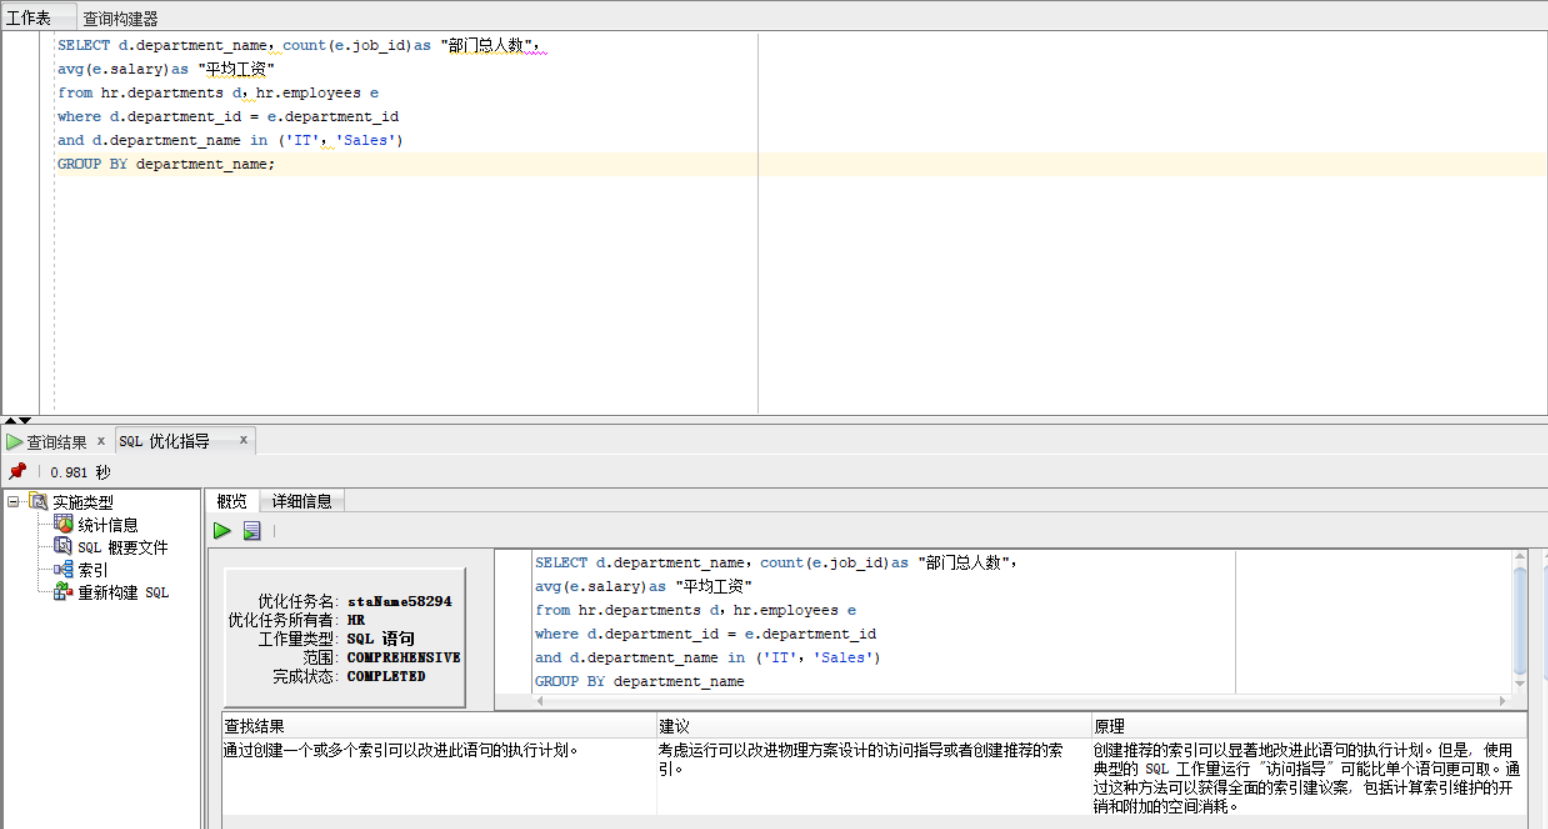 工作表 查询构建器
SELECT d.department_name，count(e.job_id)as "部门总人数"，
avg(e.salary)as "平均工资"
from hr.departments d，hr.employees e
where d.department_id = e.department_id
and d.department_name in ('IT'，'Sales')
GROUP BY department_name;
查询结果 x SQL 优化指导 x
0.981 秒
实施类型
统计信息
SQL 概要文件
索引
重新构建 SQL
概览 详细信息
优化任务名: staName58294
优化任务所有者: HR
工作量类型: SQL 语句
范围: COMPREHENSIVE
完成状态: COMPLETED
SELECT d.department_name，count(e.job_id)as "部门总人数"，
avg(e.salary)as "平均工资"
from hr.departments d，hr.employees e
where d.department_id = e.department_id
and d.department_name in ('IT'，'Sales')
GROUP BY department_name
查找结果 建议 原理
通过创建一个或多个索引可以改进此语句的执行计划。
考虑运行可以改进物理方案设计的访问指导或者创建推荐的索
引。
创建推荐的索引可以显著地改进此语句的执行计划。但是, 使用
典型的 SQL 工作量运行 "访问指导" 可能比单个语句更可取。通
过这种方法可以获得全面的索引建议案, 包括计算索引维护的开
销和附加的空间消耗。